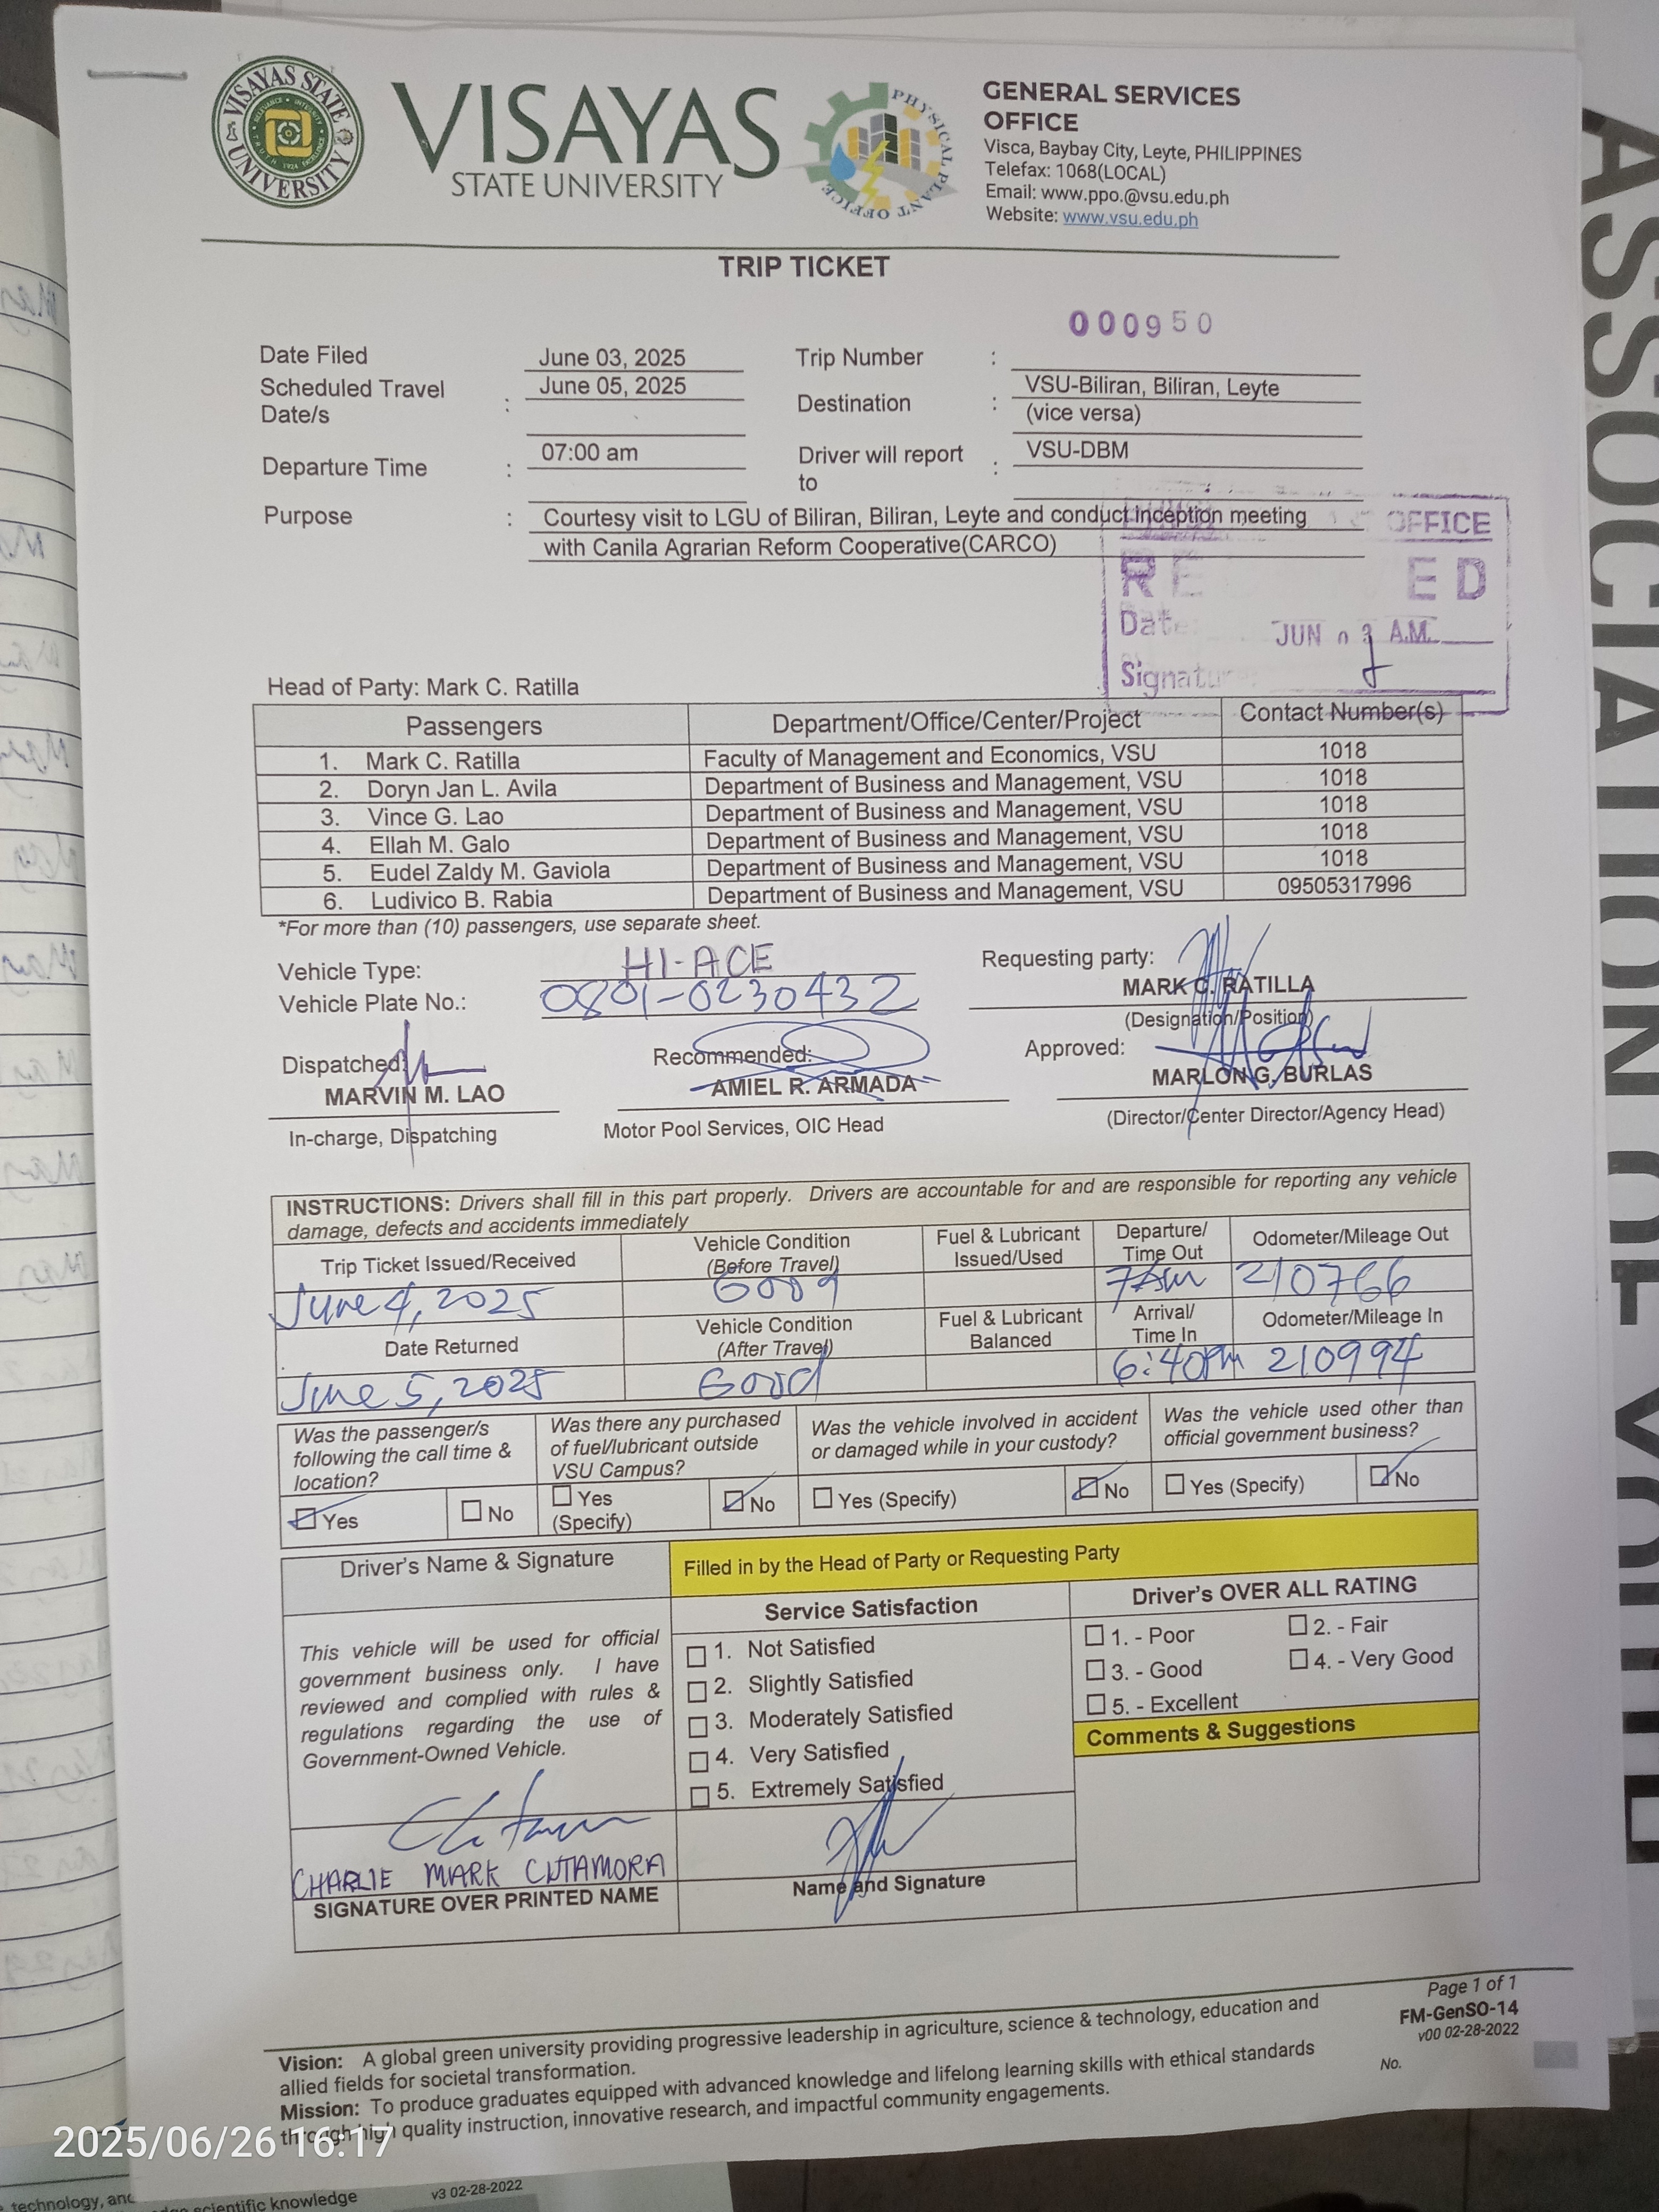 VISAYAS STATE UNIVERSITY
VISAYAS
STATE UNIVERSITY
PHYSICAL PLANT OFFICE
GENERAL SERVICES
OFFICE
Visca, Baybay City, Leyte, PHILIPPINES
Telefax: 1068(LOCAL)
Email: www.ppo.@vsu.edu.ph
Website: www.vsu.edu.ph
TRIP TICKET
000950
Date Filed June 03, 2025 Trip Number :
Scheduled Travel Date/s : June 05, 2025 Destination : VSU-Biliran, Biliran, Leyte
(vice versa)
Departure Time : 07:00 am Driver will report to : VSU-DBM
Purpose : Courtesy visit to LGU of Biliran, Biliran, Leyte and conduct inception meeting
with Canila Agrarian Reform Cooperative(CARCO)
OFFICE
RE ED
Date JUN 03 A.M.
Signature
Head of Party: Mark C. Ratilla
Passengers Department/Office/Center/Project Contact Number(s)
1. Mark C. Ratilla Faculty of Management and Economics, VSU 1018
2. Doryn Jan L. Avila Department of Business and Management, VSU 1018
3. Vince G. Lao Department of Business and Management, VSU 1018
4. Ellah M. Galo Department of Business and Management, VSU 1018
5. Eudel Zaldy M. Gaviola Department of Business and Management, VSU 1018
6. Ludivico B. Rabia Department of Business and Management, VSU 09505317996
*For more than (10) passengers, use separate sheet.
Vehicle Type: HI-ACE Requesting party:
Vehicle Plate No.: 0801-0230432 MARK C. RATILLA
(Designation/Position)
Dispatched: Recommended: Approved:
MARVIN M. LAO AMIEL R. ARMADA MARLON G. BURLAS
In-charge, Dispatching Motor Pool Services, OIC Head (Director/Center Director/Agency Head)
INSTRUCTIONS: Drivers shall fill in this part properly. Drivers are accountable for and are responsible for reporting any vehicle
damage, defects and accidents immediately
Trip Ticket Issued/Received Vehicle Condition (Before Travel) Fuel & Lubricant Issued/Used Departure/ Time Out Odometer/Mileage Out
June 4, 2025 Good 7Am 210766
Date Returned Vehicle Condition (After Travel) Fuel & Lubricant Balanced Arrival/ Time In Odometer/Mileage In
June 5, 2025 Good 6:40pm 210994
Was the passenger/s following the call time & location? Was there any purchased of fuel/lubricant outside VSU Campus? Was the vehicle involved in accident or damaged while in your custody? Was the vehicle used other than official government business?
Yes No Yes (Specify) No Yes (Specify) No Yes (Specify) No
Driver's Name & Signature Filled in by the Head of Party or Requesting Party
Service Satisfaction Driver's OVER ALL RATING
This vehicle will be used for official
government business only. I have
reviewed and complied with rules &
regulations regarding the use of
Government-Owned Vehicle.
1. Not Satisfied
2. Slightly Satisfied
3. Moderately Satisfied
4. Very Satisfied
5. Extremely Satisfied
1. - Poor 2. - Fair
3. - Good 4. - Very Good
5. - Excellent
Comments & Suggestions
CHARLIE MARK CUTAMORA
SIGNATURE OVER PRINTED NAME Name and Signature
Page 1 of 1
FM-GenSO-14
v00 02-28-2022
No.
Vision: A global green university providing progressive leadership in agriculture, science & technology, education and
allied fields for societal transformation.
Mission: To produce graduates equipped with advanced knowledge and lifelong learning skills with ethical standards
through high quality instruction, innovative research, and impactful community engagements.
2025/06/26 16:17
technology, and
scientific knowledge
v3 02-28-2022
ASSOCIATION OF